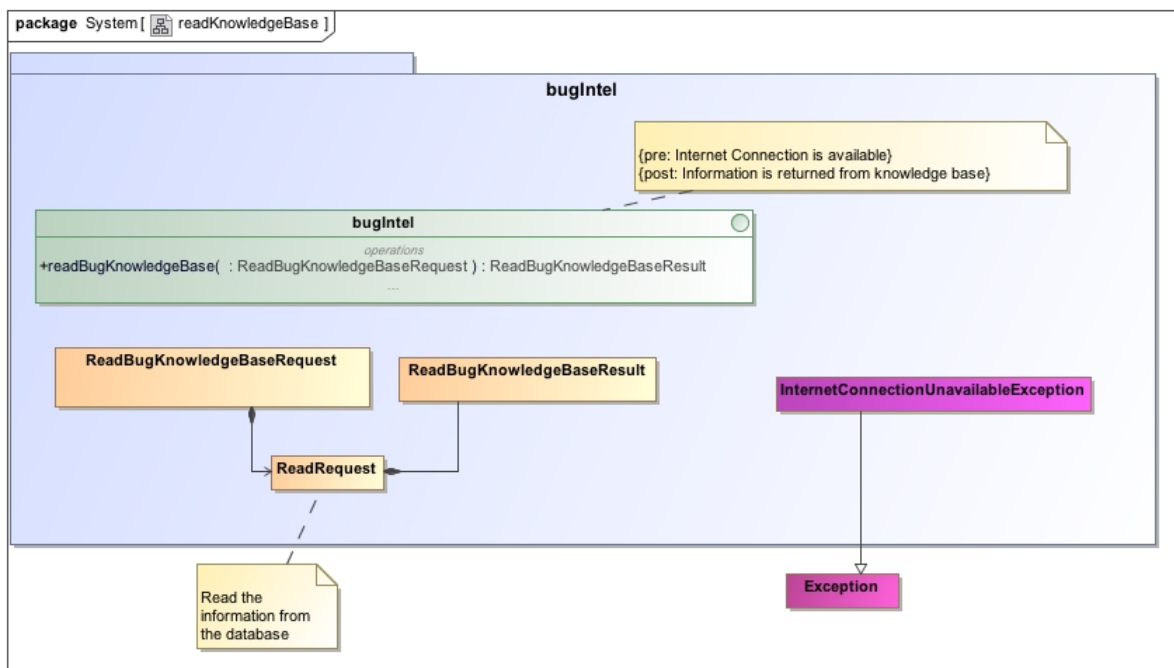 package System [ readKnowledgeBase ]
bugIntel
{pre: Internet Connection is available}
{post: Information is returned from knowledge base}
bugIntel
operations
+readBugKnowledgeBase( : ReadBugKnowledgeBaseRequest ) : ReadBugKnowledgeBaseResult
...
ReadBugKnowledgeBaseRequest
ReadBugKnowledgeBaseResult
InternetConnectionUnavailableException
ReadRequest
Exception
Read the
information from
the database